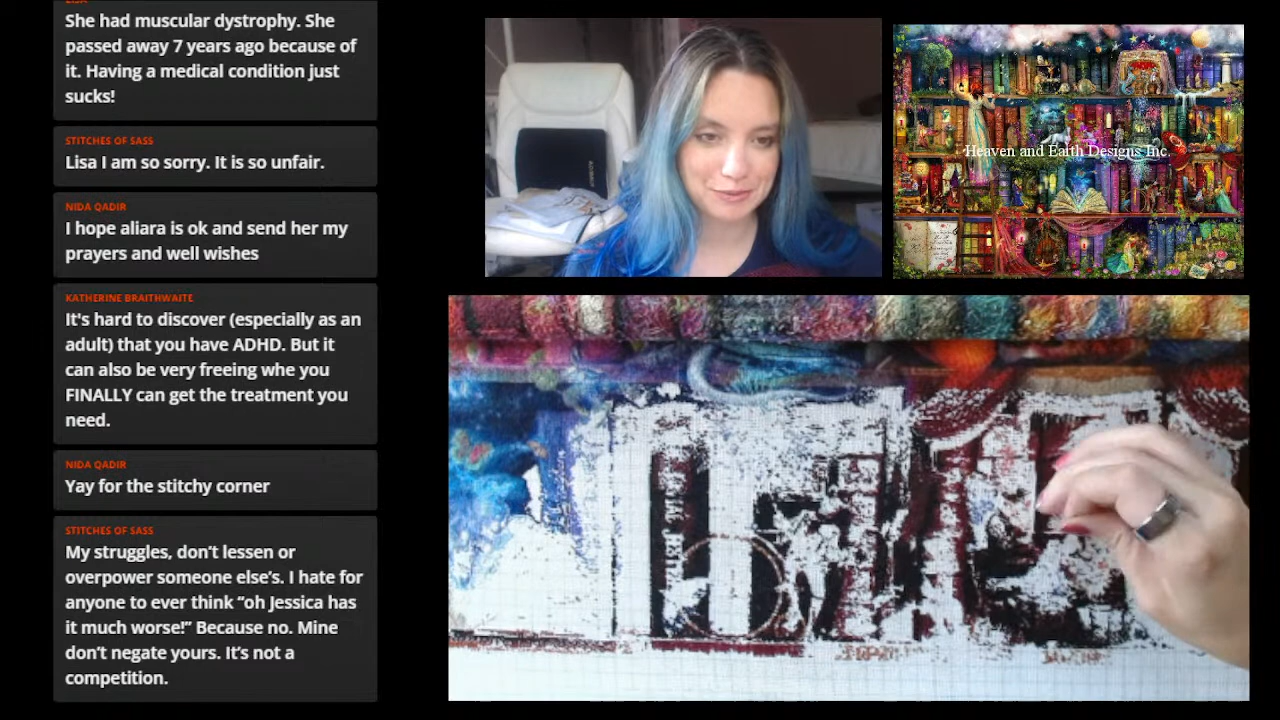 She had muscular dystrophy. She
passed away 7 years ago because of
it. Having a medical condition just
sucks!
STITCHES OF SASS
Lisa I am so sorry. It is so unfair.
NIDA QADIR
I hope aliara is ok and send her my
prayers and well wishes
KATHERINE BRAITHWAITE
It's hard to discover (especially as an
adult) that you have ADHD. But it
can also be very freeing whe you
FINALLY can get the treatment you
need.
NIDA QADIR
Yay for the stitchy corner
STITCHES OF SASS
My struggles, don't lessen or
overpower someone else's. I hate for
anyone to ever think “oh Jessica has
it much worse!” Because no. Mine
don't negate yours. It's not a
competition.
Heaven and Earth Designs Inc.